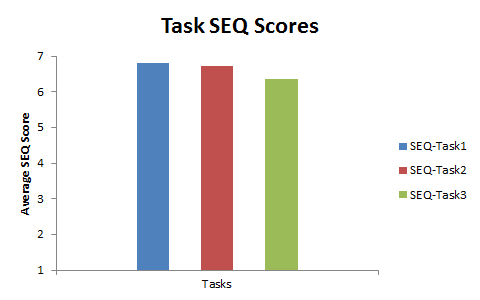 Task SEQ Scores
7
6
5
4
3
2
1
Average SEQ Score
SEQ-Task1
SEQ-Task2
SEQ-Task3
Tasks